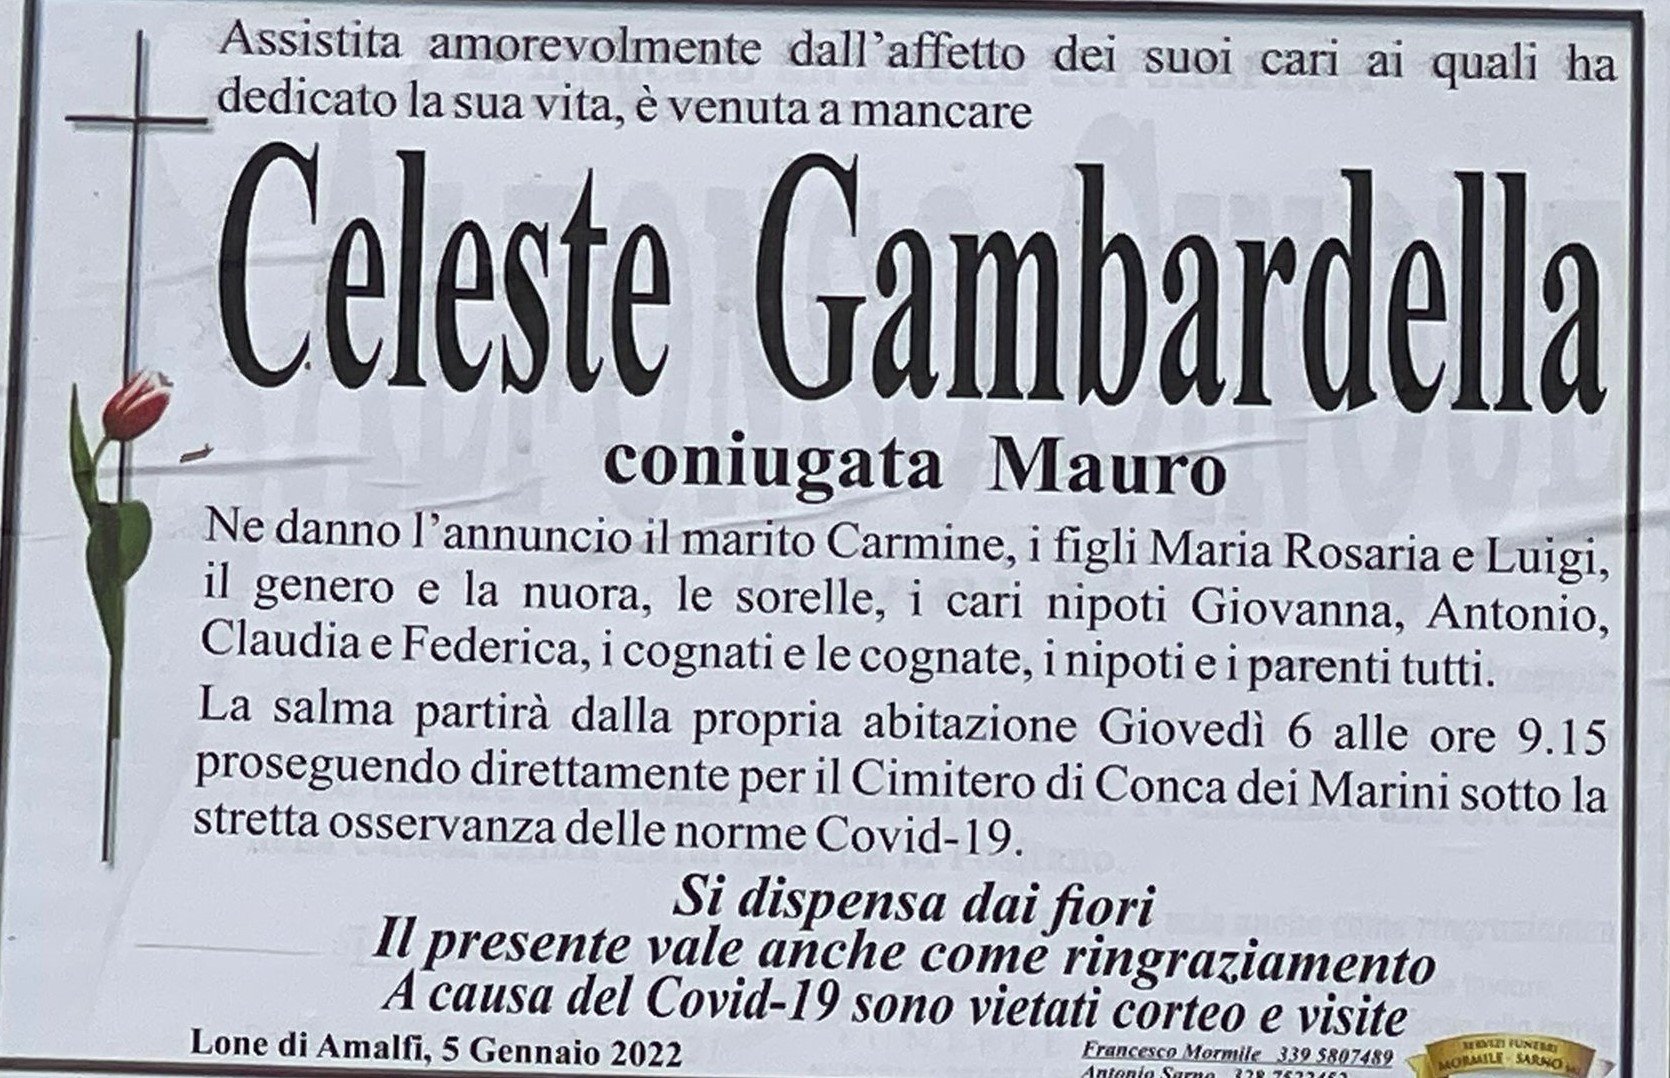 Assistita amorevolmente dall'affetto dei suoi cari ai quali ha
dedicato la sua vita, è venuta a mancare
Celeste Gambardella
coniugata Mauro
Ne danno l'annuncio il marito Carmine, i figli Maria Rosaria e Luigi,
il genero e la nuora, le sorelle, i cari nipoti Giovanna, Antonio,
Claudia e Federica, i cognati e le cognate, i nipoti e i parenti tutti.
La salma partirà dalla propria abitazione Giovedì 6 alle ore 9.15
proseguendo direttamente per il Cimitero di Conca dei Marini sotto la
stretta osservanza delle norme Covid-19.
Si dispensa dai fiori
Il presente vale anche come ringraziamento
A causa del Covid-19 sono vietati corteo e visite
Lone di Amalfi, 5 Gennaio 2022
Francesco Mormile 339 5807489
Antonio Sarno 328
SERVIZI FUNEBRI
MORMILE - SARNO